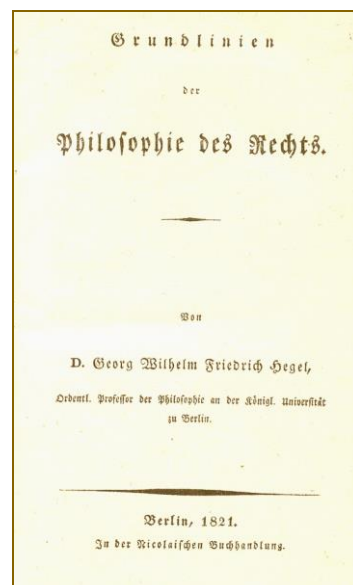 Grundlinien
der
Philosophie des Rechts.
Von
D. Georg Wilhelm Friedrich Hegel,
Ordentl. Professor der Philosophie an der Königl. Universität
zu Berlin.
Berlin, 1821.
In der Nicolaischen Buchhandlung.